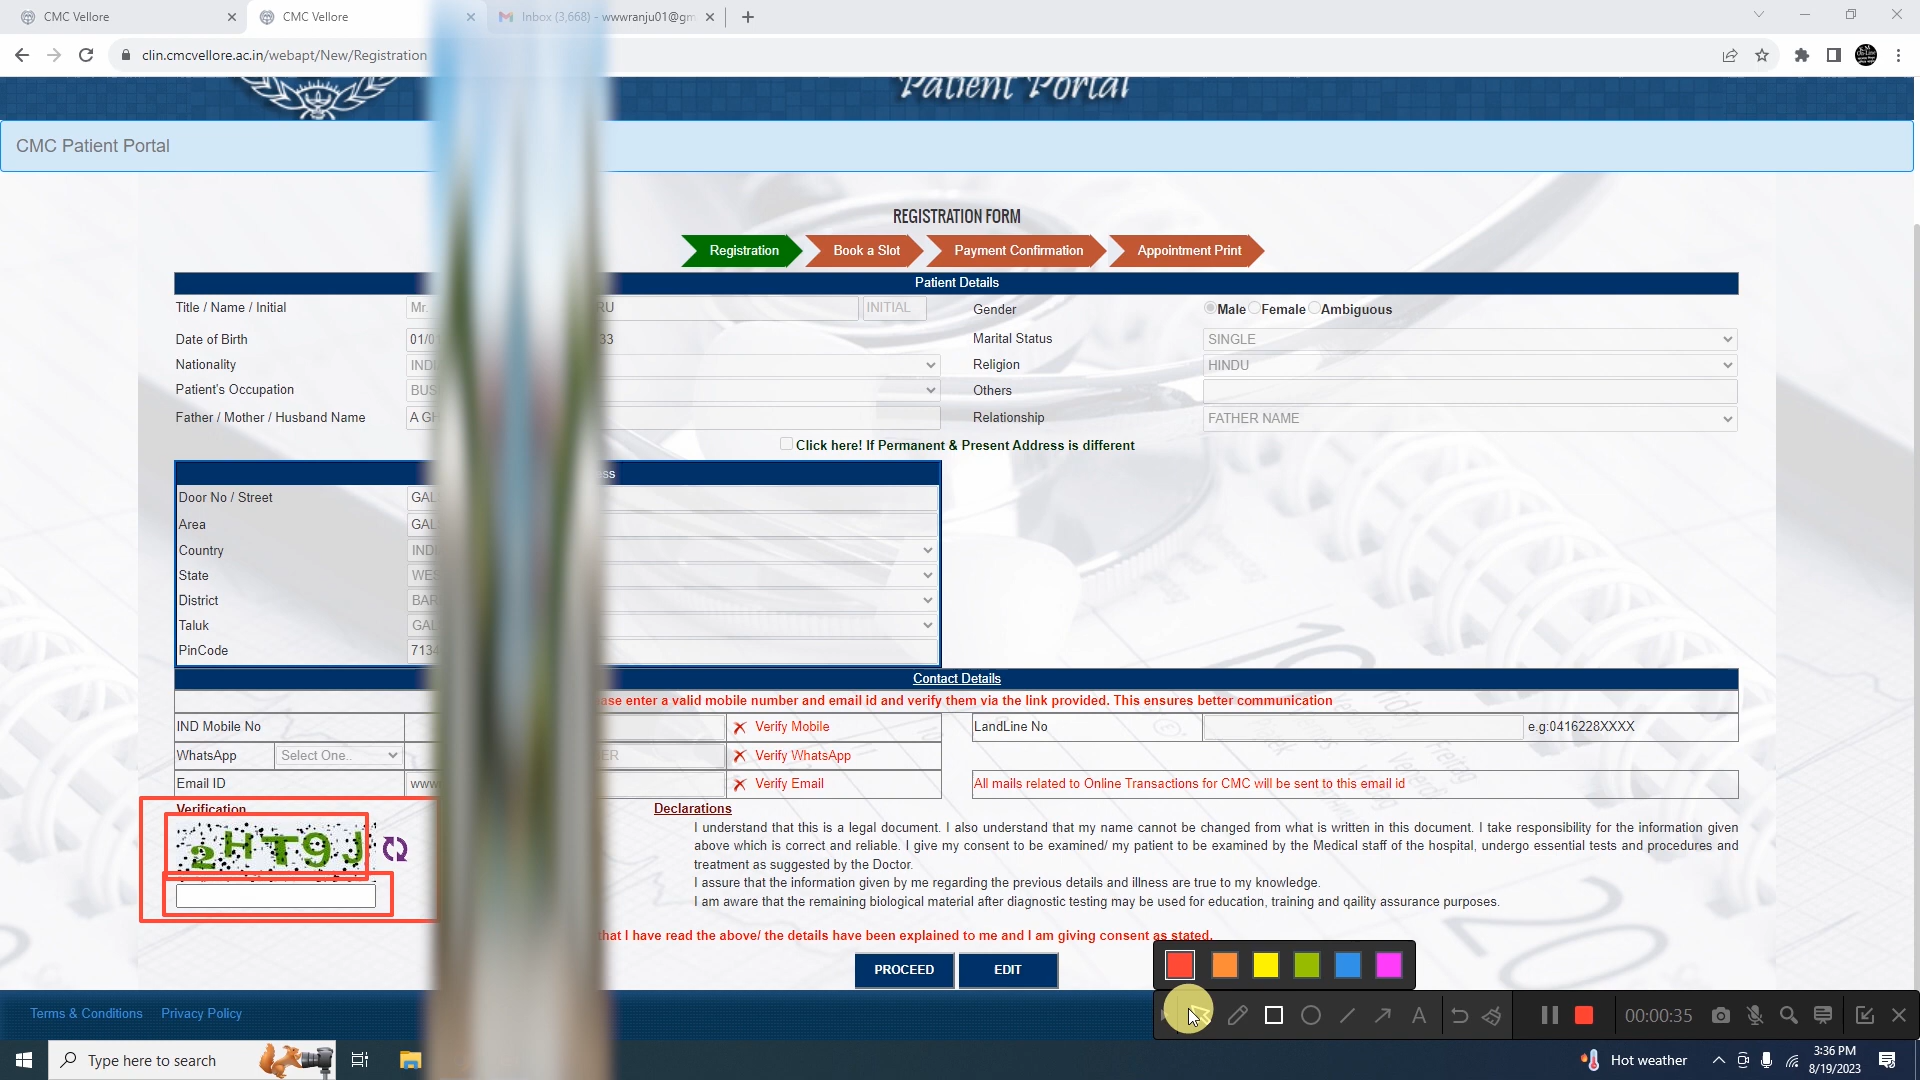 CMC Vellore
CMC Vellore
Inbox (3,668) - wwwranju01@gm
clin.cmcvellore.ac.in/webapt/New/Registration
Patient Portal
CMC Patient Portal
REGISTRATION FORM
Registration Book a Slot Payment Confirmation Appointment Print
Patient Details
Title / Name / Initial Mr. RU INITIAL Gender Male Female Ambiguous
Date of Birth 01/01 33 Marital Status SINGLE
Nationality INDI Religion HINDU
Patient's Occupation BUS Others
Father / Mother / Husband Name A GH Relationship FATHER NAME
Click here! If Permanent & Present Address is different
ess
Door No / Street GAL
Area GAL
Country INDI
State WES
District BAR
Taluk GAL
PinCode 7134
Contact Details
ase enter a valid mobile number and email id and verify them via the link provided. This ensures better communication
IND Mobile No Verify Mobile LandLine No e.g:0416228XXXX
WhatsApp Select One.. ER Verify WhatsApp
Email ID www Verify Email All mails related to Online Transactions for CMC will be sent to this email id
Verification Declarations
2HT9J
I understand that this is a legal document. I also understand that my name cannot be changed from what is written in this document. I take responsibility for the information given
above which is correct and reliable. I give my consent to be examined/ my patient to be examined by the Medical staff of the hospital, undergo essential tests and procedures and
treatment as suggested by the Doctor.
I assure that the information given by me regarding the previous details and illness are true to my knowledge.
I am aware that the remaining biological material after diagnostic testing may be used for education, training and qaility assurance purposes.
that I have read the above/ the details have been explained to me and I am giving consent as stated.
PROCEED EDIT
Terms & Conditions Privacy Policy
A 00:00:35
Type here to search
Hot weather
3:36 PM
8/19/2023